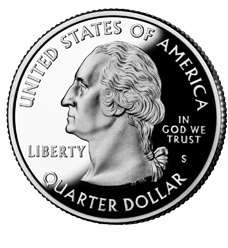 UNITED STATES OF AMERICA
LIBERTY
IN
GOD WE
TRUST
S
QUARTER DOLLAR